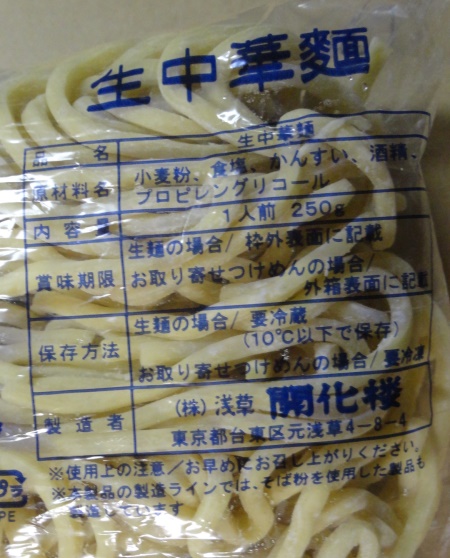 生中華麺
品名 生中華麺
原材料名 小麦粉、食塩、かんすい、酒精、
プロピレングリコール
内容量 1人前 250g
賞味期限 生麺の場合/枠外表面に記載
お取り寄せつけめんの場合/
外箱表面に記載
保存方法 生麺の場合/要冷蔵
(10℃以下で保存)
お取り寄せつけめんの場合/要冷凍
製造者 (株)浅草 開化楼
東京都台東区元浅草4-8-4
※使用上の注意/お早めにお召し上がりください。
※本製品の製造ラインでは、そば粉を使用した製品も
製造しています
プラ
PE